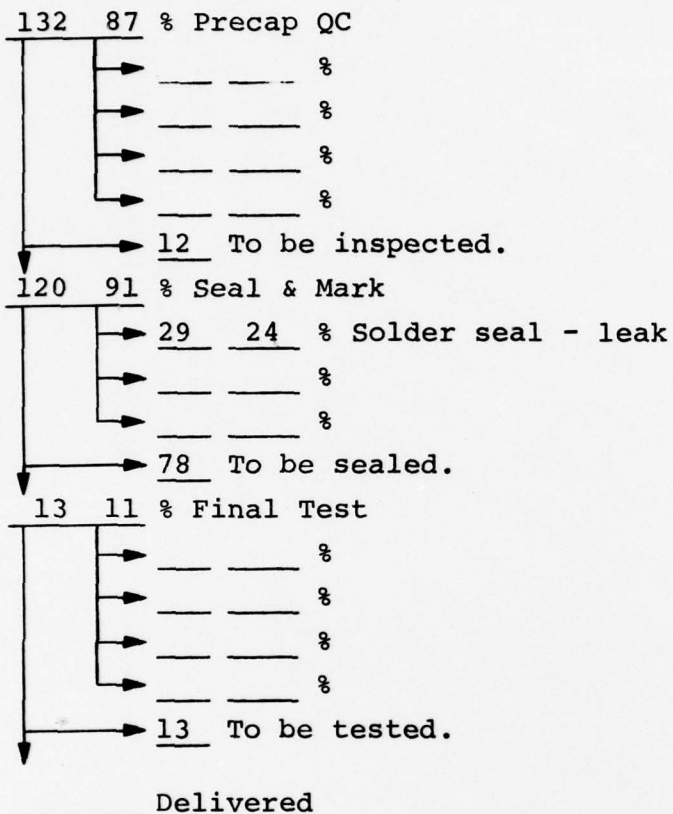 132 87 % Precap QC
%
%
%
%
12 To be inspected.
120 91 % Seal & Mark
29 24 % Solder seal - leak
%
%
78 To be sealed.
13 11 % Final Test
%
%
%
%
13 To be tested.
Delivered